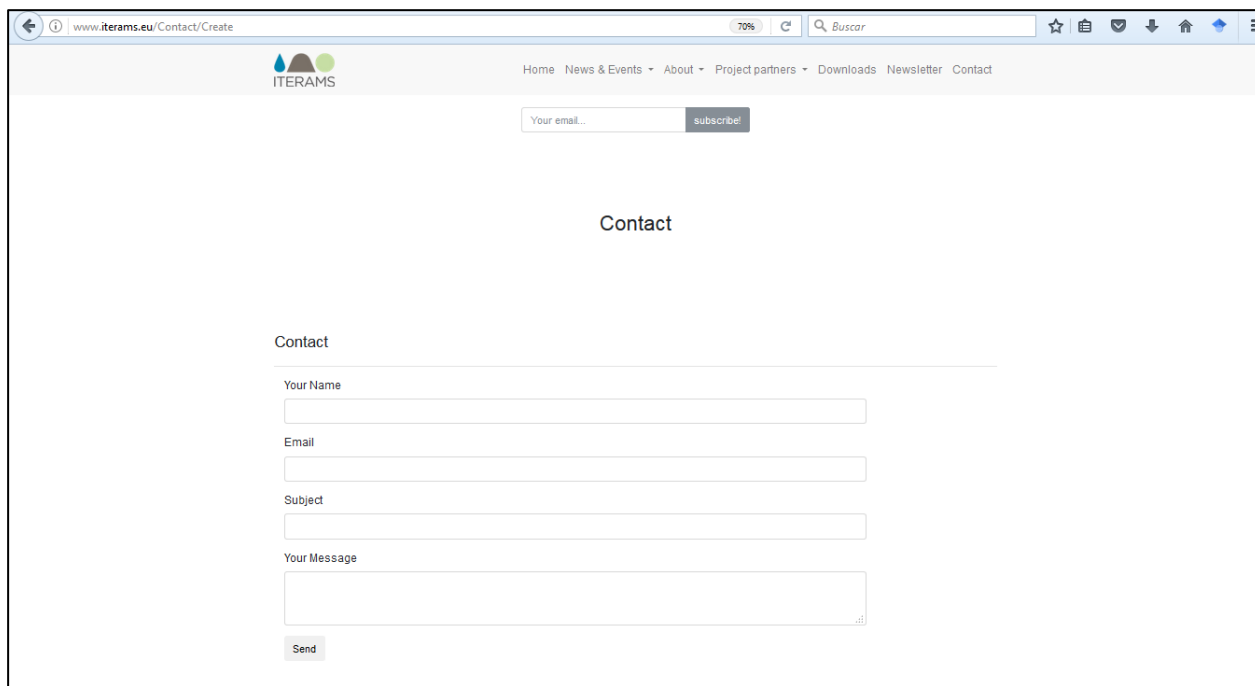 www.iterams.eu/Contact/Create 70% Buscar
ITERAMS
Home News & Events About Project partners Downloads Newsletter Contact
Your email... subscribe!
Contact
Contact
Your Name
Email
Subject
Your Message
Send